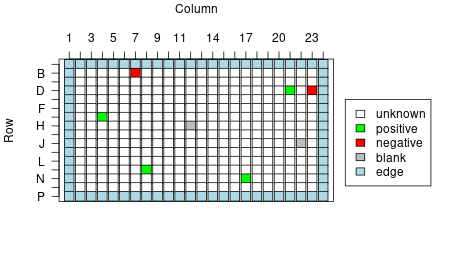 Column
1 3 5 7 9 11 14 17 20 23
Row
B
D
F
H
J
L
N
P
unknown
positive
negative
blank
edge